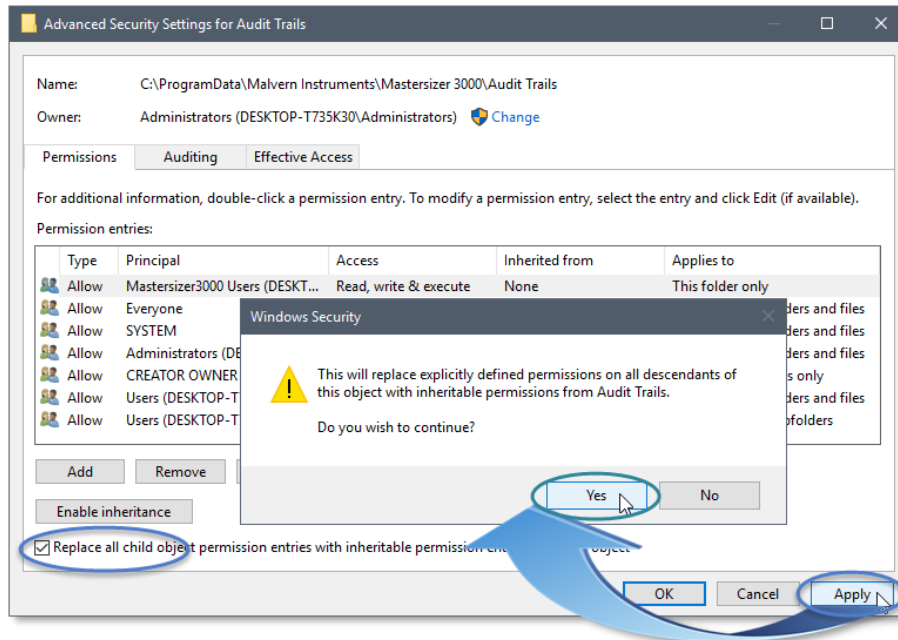 Advanced Security Settings for Audit Trails
Name: C:\ProgramData\Malvern Instruments\Mastersizer 3000\Audit Trails
Owner: Administrators (DESKTOP-T735K30\Administrators) Change
Permissions Auditing Effective Access
For additional information, double-click a permission entry. To modify a permission entry, select the entry and click Edit (if available).
Permission entries:
Type Principal Access Inherited from Applies to
Allow Mastersizer3000 Users (DESKT... Read, write & execute None This folder only
Allow Everyone ders and files
Allow SYSTEM ders and files
Allow Administrators (DE ders and files
Allow CREATOR OWNER s only
Allow Users (DESKTOP-T ders and files
Allow Users (DESKTOP-T folders
Windows Security
This will replace explicitly defined permissions on all descendants of
this object with inheritable permissions from Audit Trails.
Do you wish to continue?
Yes No
Add Remove
Enable inheritance
Replace all child object permission entries with inheritable permission object
OK Cancel Apply